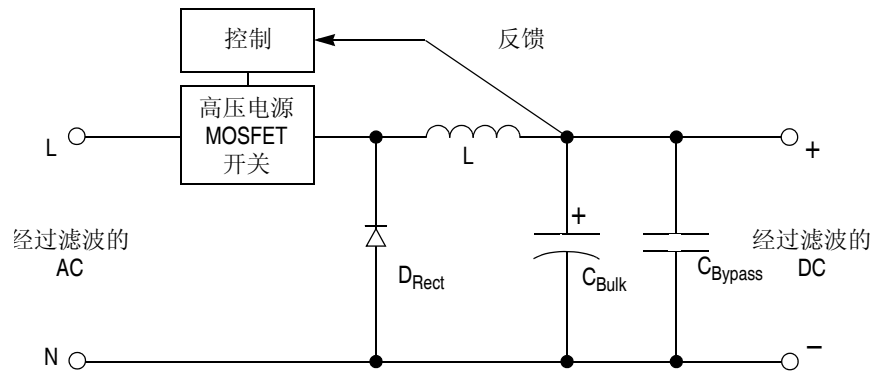 控制
反馈
高压电源
MOSFET
开关
L
L
+
+
经过滤波的
AC
经过滤波的
DC
DRect
CBulk
CBypass
N
−